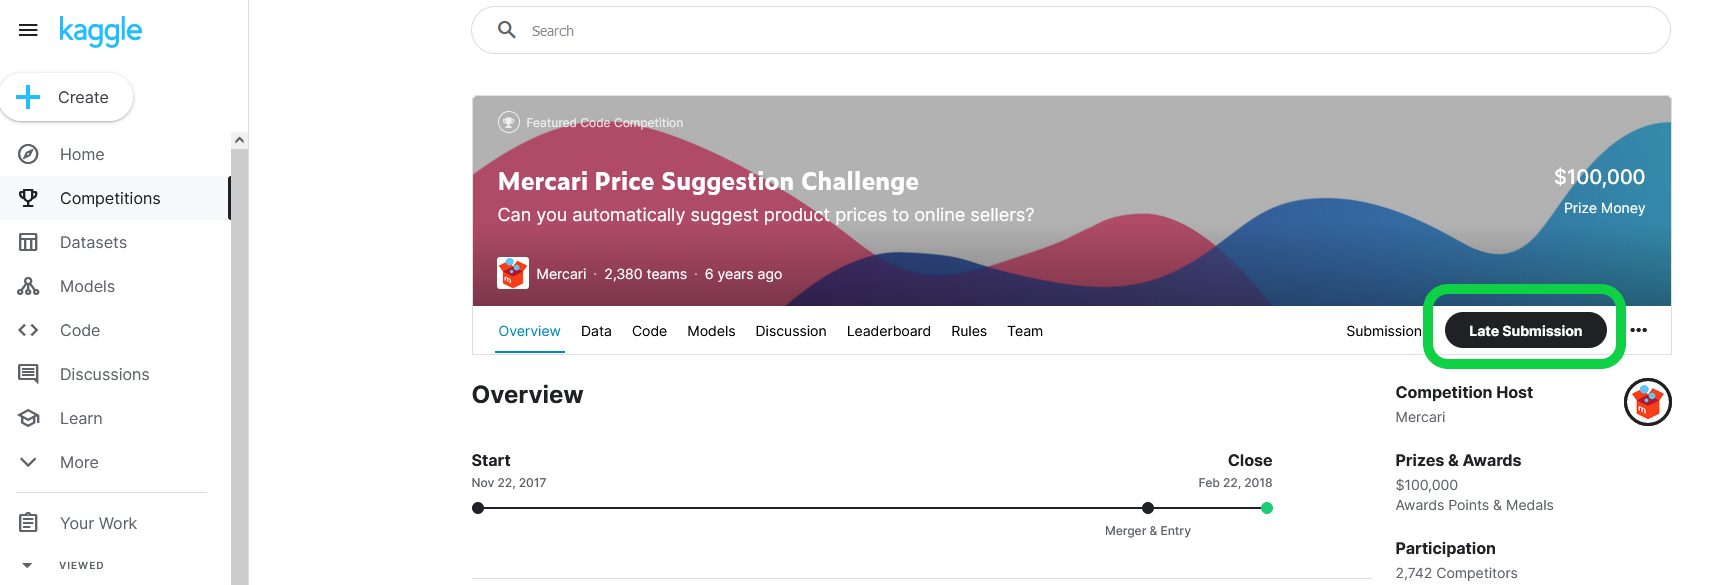 kaggle
Search
Create
Home
Competitions
Datasets
Models
Code
Discussions
Learn
More
Your Work
VIEWED
Featured Code Competition
Mercari Price Suggestion Challenge
Can you automatically suggest product prices to online sellers?
$100,000
Prize Money
Mercari · 2,380 teams · 6 years ago
Overview Data Code Models Discussion Leaderboard Rules Team Submission Late Submission
Overview
Start
Nov 22, 2017
Close
Feb 22, 2018
Merger & Entry
Competition Host
Mercari
Prizes & Awards
$100,000
Awards Points & Medals
Participation
2,742 Competitors